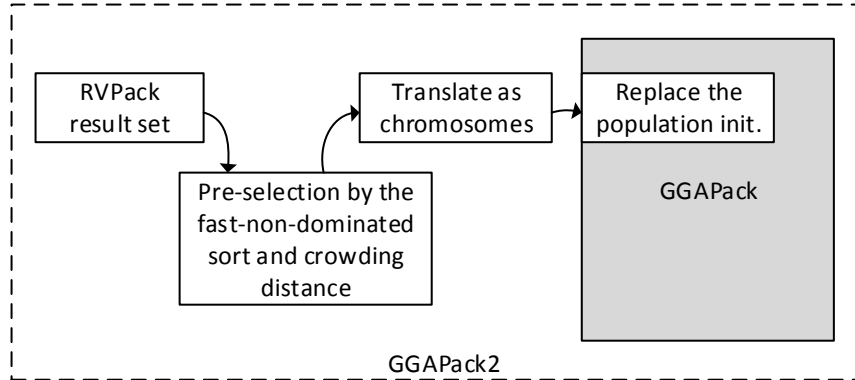 RVPack
result set
Pre-selection by the
fast-non-dominated
sort and crowding
distance
Translate as
chromosomes
Replace the
population init.
GGAPack
GGAPack2